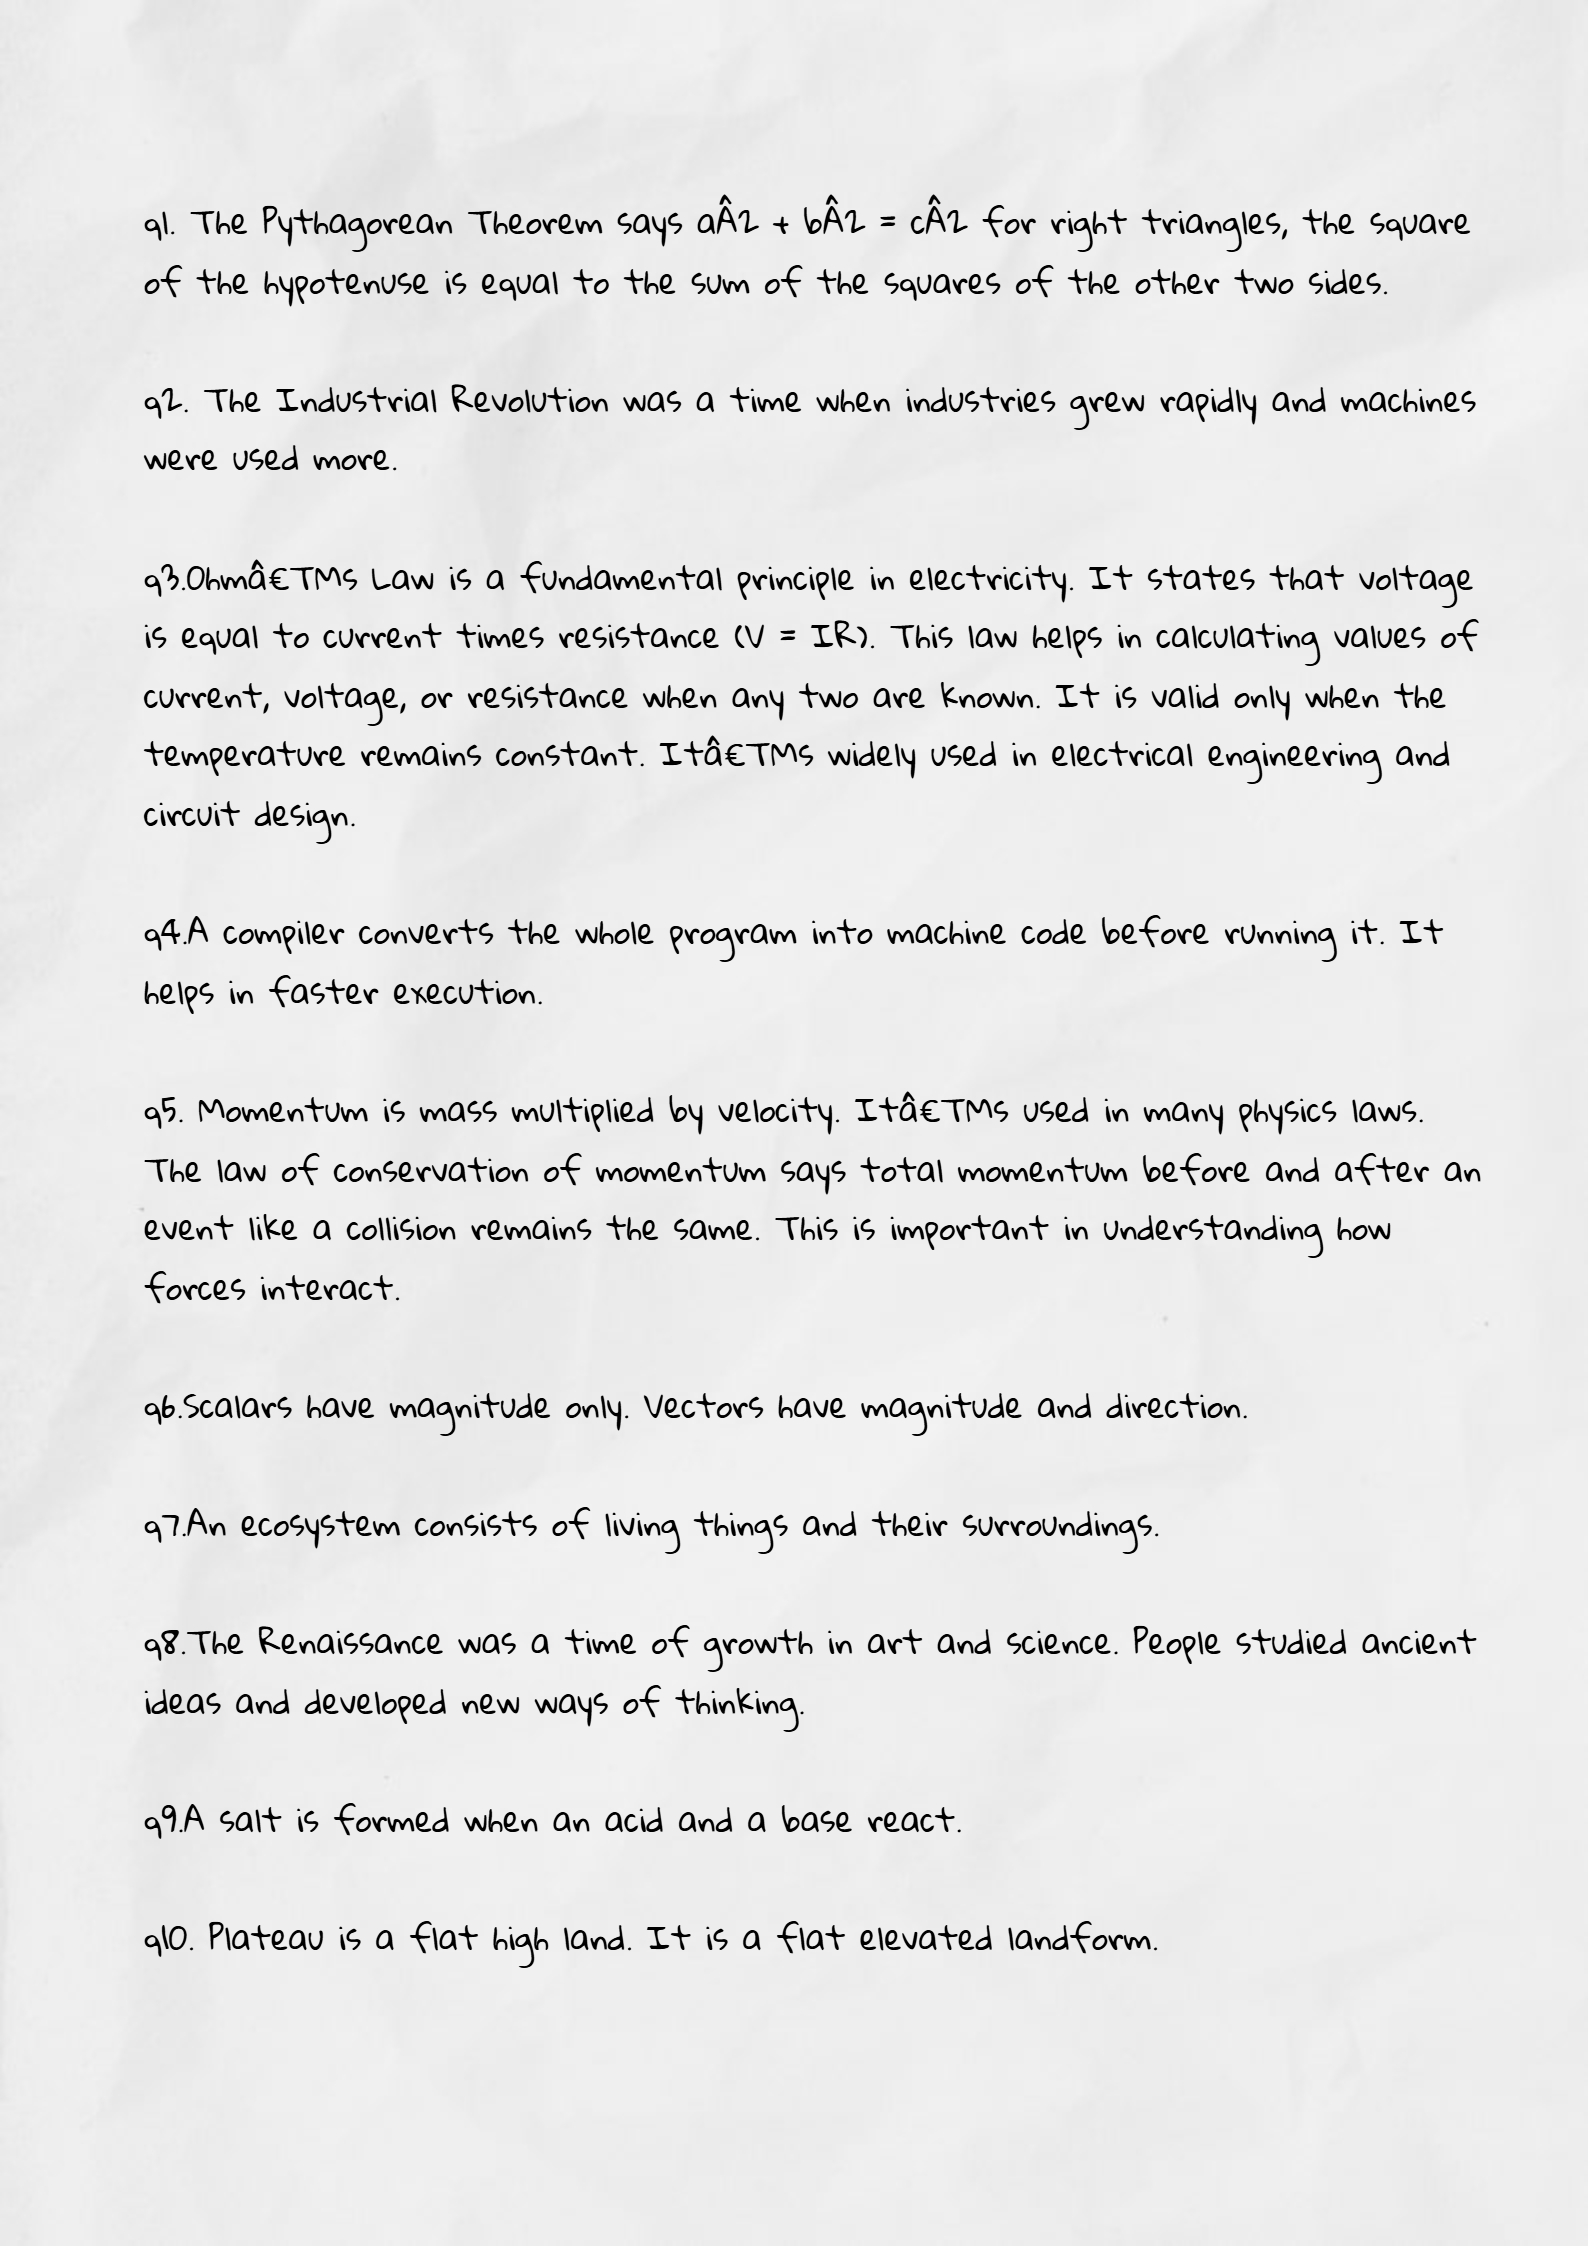 q1. The Pythagorean Theorem says aÂ2 + bÂ2 = cÂ2 for right triangles, the square
of the hypotenuse is equal to the sum of the squares of the other two sides.
q2. The Industrial Revolution was a time when industries grew rapidly and machines
were used more.
q3.Ohmâ€TMs Law is a fundamental principle in electricity. It states that voltage
is equal to current times resistance (V = IR). This law helps in calculating values of
current, voltage, or resistance when any two are known. It is valid only when the
temperature remains constant. Itâ€TMs widely used in electrical engineering and
circuit design.
q4.A compiler converts the whole program into machine code before running it. It
helps in faster execution.
q5. Momentum is mass multiplied by velocity. Itâ€TMs used in many physics laws.
The law of conservation of momentum says total momentum before and after an
event like a collision remains the same. This is important in understanding how
forces interact.
q6.Scalars have magnitude only. Vectors have magnitude and direction.
q7.An ecosystem consists of living things and their surroundings.
q8.The Renaissance was a time of growth in art and science. People studied ancient
ideas and developed new ways of thinking.
q9.A salt is formed when an acid and a base react.
q10. Plateau is a flat high land. It is a flat elevated landform.